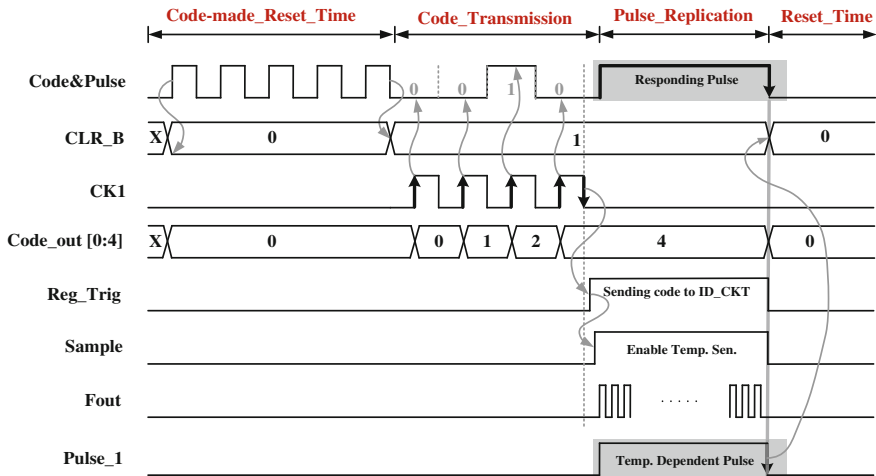 Code-made_Reset_Time Code_Transmission Pulse_Replication Reset_Time
Code&Pulse 0 0 1 0 Responding Pulse
CLR_B X 0 1 0
CK1
Code_out [0:4] X 0 0 1 2 4 0
Reg_Trig Sending code to ID_CKT
Sample Enable Temp. Sen.
Fout . . . . .
Pulse_1 Temp. Dependent Pulse